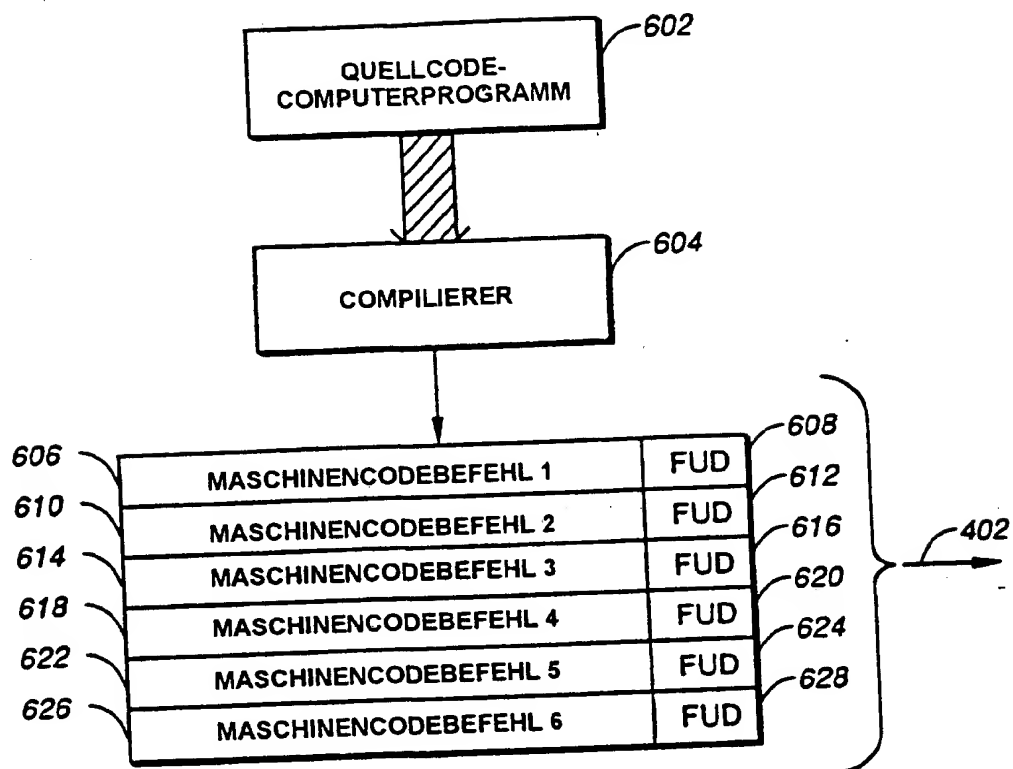 602
QUELLCODE-
COMPUTERPROGRAMM
604
COMPILIERER
606 MASCHINENCODEBEFEHL 1 FUD 608
610 MASCHINENCODEBEFEHL 2 FUD 612
614 MASCHINENCODEBEFEHL 3 FUD 616
618 MASCHINENCODEBEFEHL 4 FUD 620
622 MASCHINENCODEBEFEHL 5 FUD 624
626 MASCHINENCODEBEFEHL 6 FUD 628
402